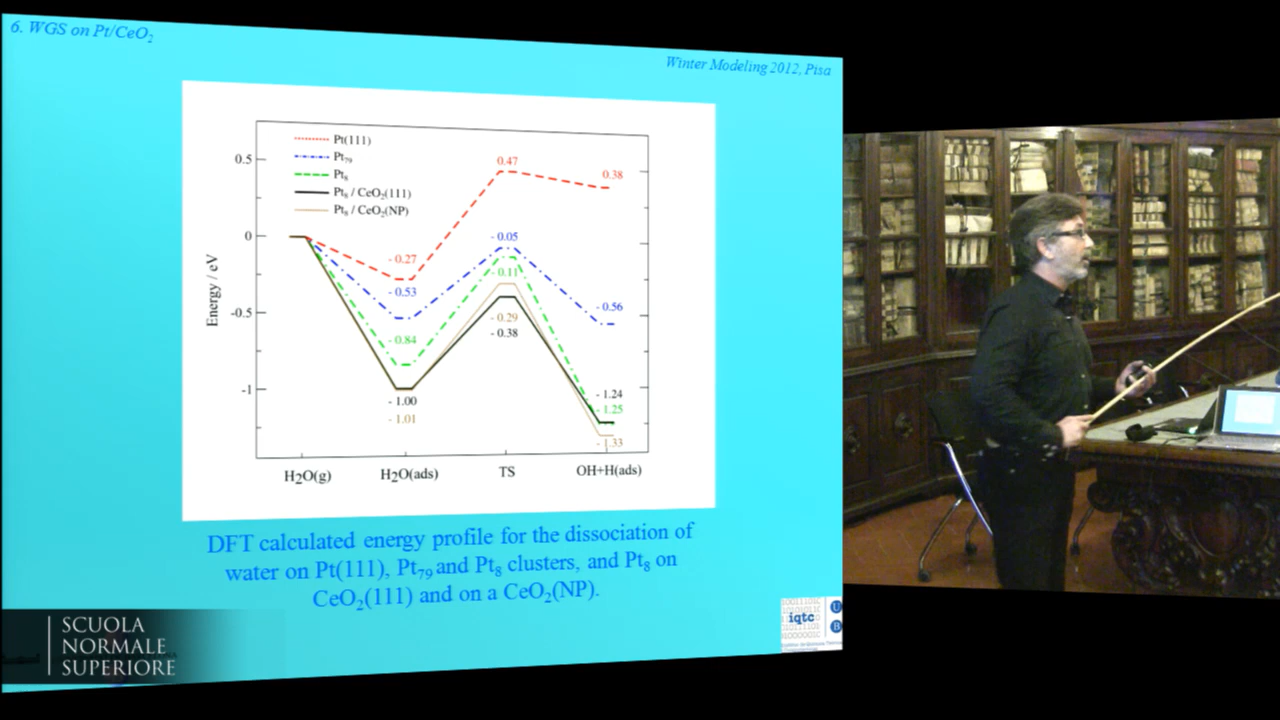 6. WGS on Pt/CeO₂
Winter Modeling 2012, Pisa
Pt(111)
Pt₇₉
Pt₈
Pt₈ / CeO₂(111)
Pt₈ / CeO₂(NP)
Energy / eV
0.5
0
-0.5
-1
0.47
0.38
- 0.27
- 0.05
- 0.53
- 0.11
- 0.56
- 0.84
- 0.29
- 0.38
- 1.00
- 1.01
- 1.24
- 1.25
- 1.33
H₂O(g)
H₂O(ads)
TS
OH+H(ads)
DFT calculated energy profile for the dissociation of
water on Pt(111), Pt₇₉ and Pt₈ clusters, and Pt₈ on
CeO₂(111) and on a CeO₂(NP).
SCUOLA
NORMALE
SUPERIORE
iqtc
U
B